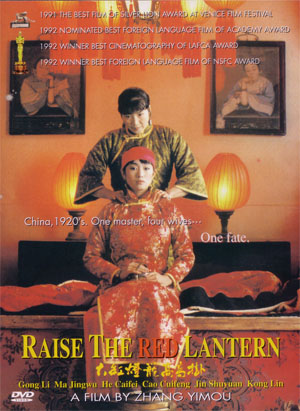 1991 THE BEST FILM OF SILVER LION AWARD AT VENICE FILM FESTIVAL
1992 NOMINATED BEST FOREIGN LANGUAGE FILM OF ACADEMY AWARD
1992 WINNER BEST CINEMATOGRAPHY OF LAFCA AWARD
1992 WINNER BEST FOREIGN LANGUAGE FILM OF NSFC AWARD
China,1920's. One master, four wives···
One fate.
RAISE THE RED LANTERN
大紅燈籠高高掛
Gong Li Ma Jingwu He Caifei Cao Cuifeng Jin Shuyuan Kong Lin
DVD
A FILM BY ZHANG YIMOU